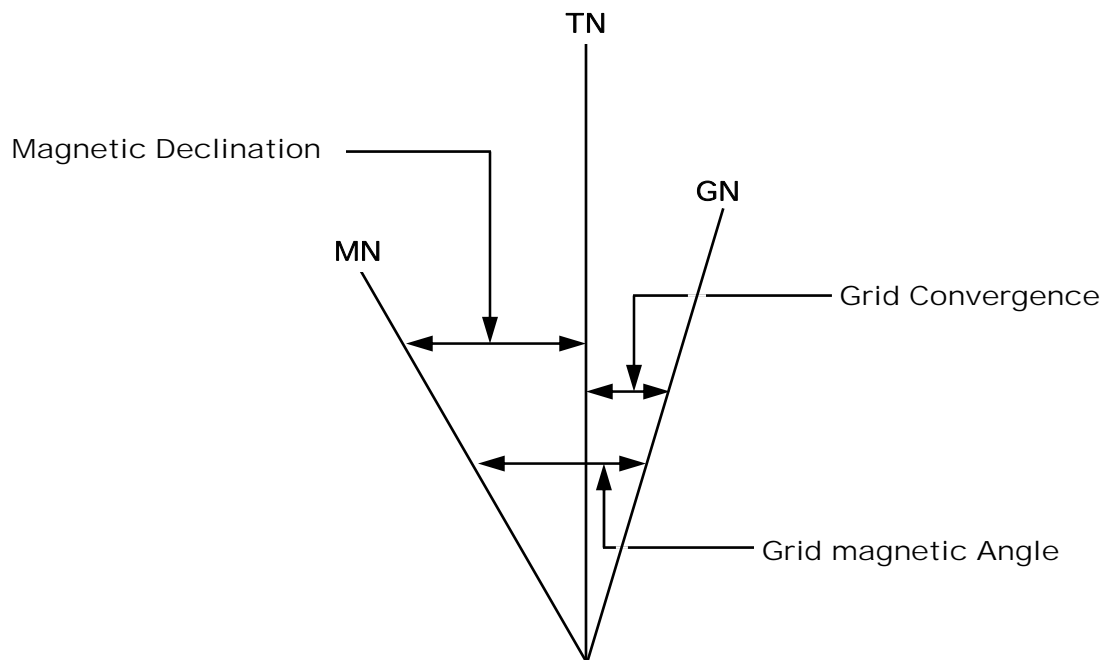 TN
Magnetic Declination
GN
MN
Grid Convergence
Grid magnetic Angle